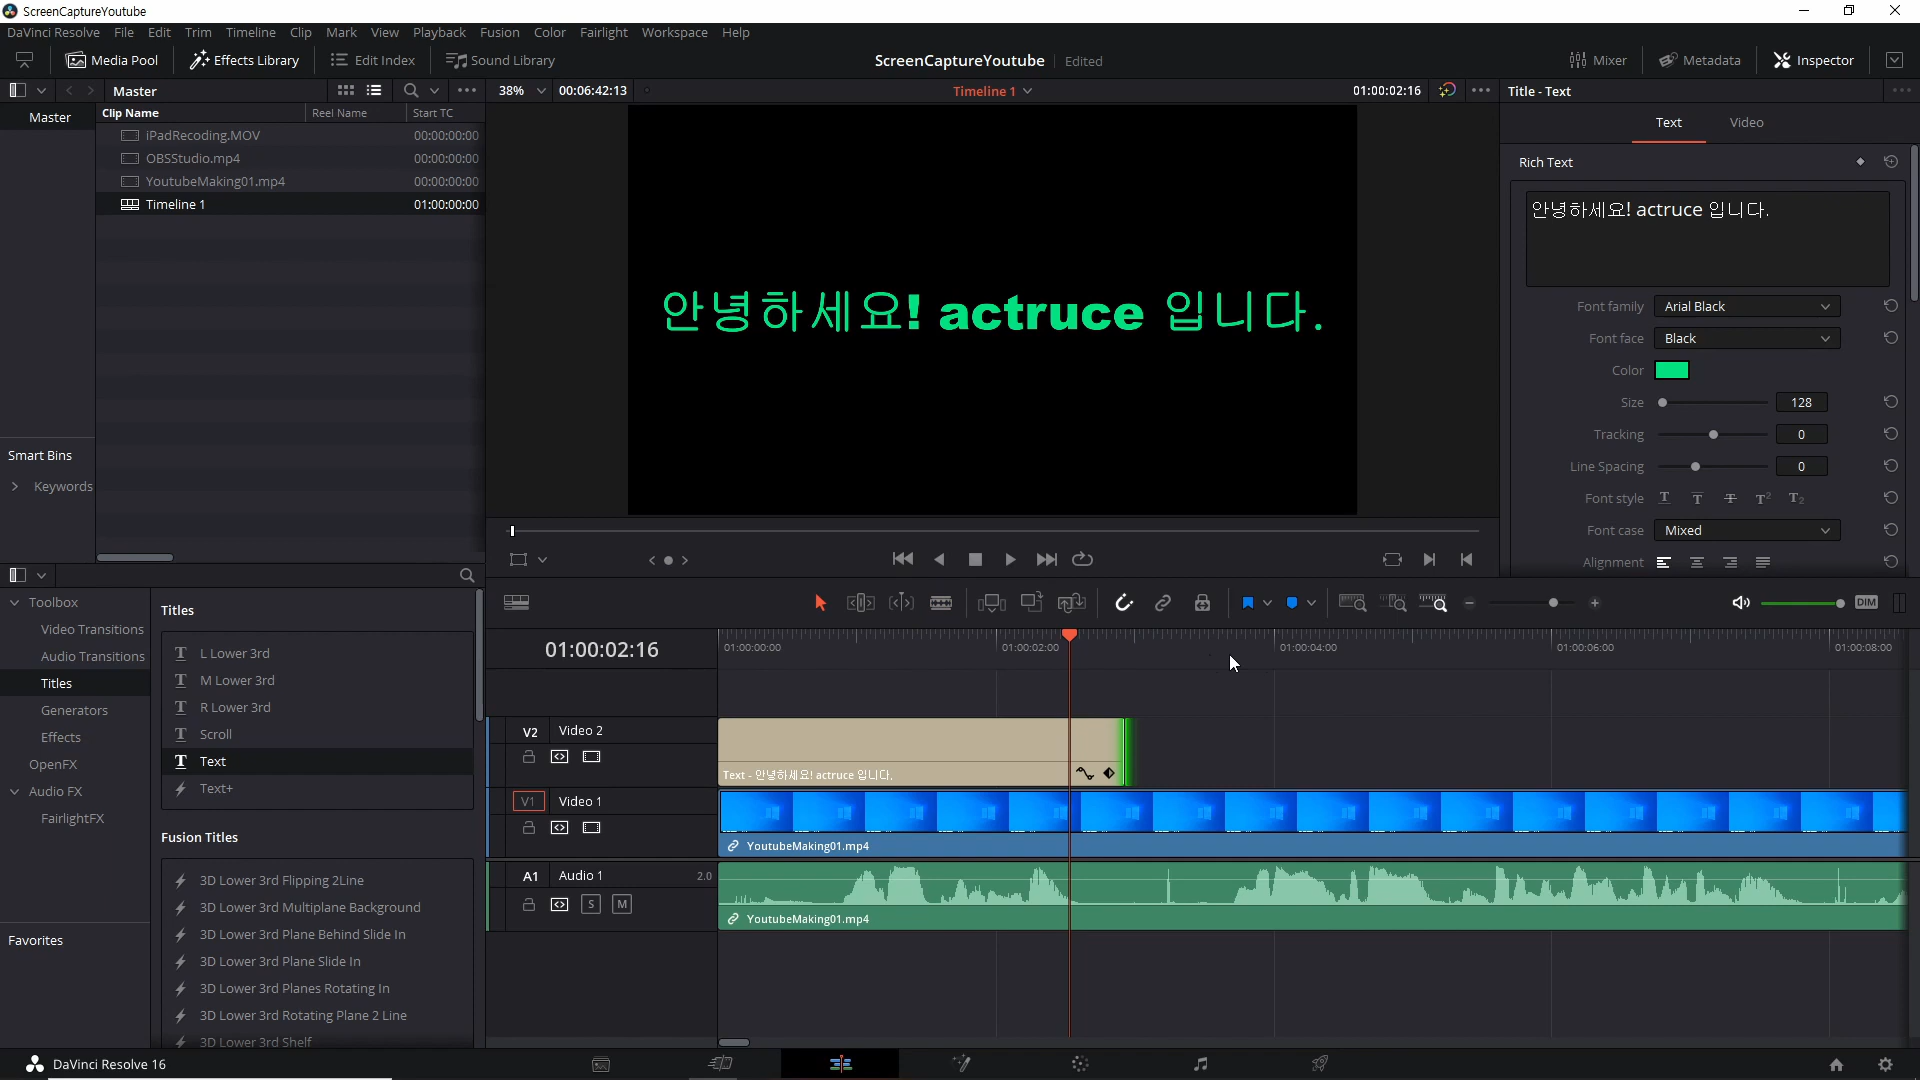 ScreenCaptureYoutube
DaVinci Resolve File Edit Trim Timeline Clip Mark View Playback Fusion Color Fairlight Workspace Help
Media Pool Effects Library Edit Index Sound Library ScreenCaptureYoutube Edited Mixer Metadata Inspector
Master 38% 00:06:42:13 Timeline 1 01:00:02:16 Title - Text
Master Clip Name Reel Name Start TC
iPadRecoding.MOV 00:00:00:00
OBSStudio.mp4 00:00:00:00
YoutubeMaking01.mp4 00:00:00:00
Timeline 1 01:00:00:00
Smart Bins
Keywords
안녕하세요! actruce 입니다.
Text Video
Rich Text
안녕하세요! actruce 입니다.
Font family Arial Black
Font face Black
Color
Size 128
Tracking 0
Line Spacing 0
Font style T T T T² T₂
Font case Mixed
Alignment
Toolbox
Video Transitions
Audio Transitions
Titles
Generators
Effects
OpenFX
Audio FX
FairlightFX
Favorites
Titles
L Lower 3rd
M Lower 3rd
R Lower 3rd
Scroll
Text
Text+
Fusion Titles
3D Lower 3rd Flipping 2Line
3D Lower 3rd Multiplane Background
3D Lower 3rd Plane Behind Slide In
3D Lower 3rd Plane Slide In
3D Lower 3rd Planes Rotating In
3D Lower 3rd Rotating Plane 2 Line
3D Lower 3rd Shelf
DIM
01:00:02:16 01:00:00:00 01:00:02:00 01:00:04:00 01:00:06:00 01:00:08:00
V2 Video 2
Text - 안녕하세요! actruce 입니다.
V1 Video 1
YoutubeMaking01.mp4
A1 Audio 1 2.0
S M
YoutubeMaking01.mp4
DaVinci Resolve 16